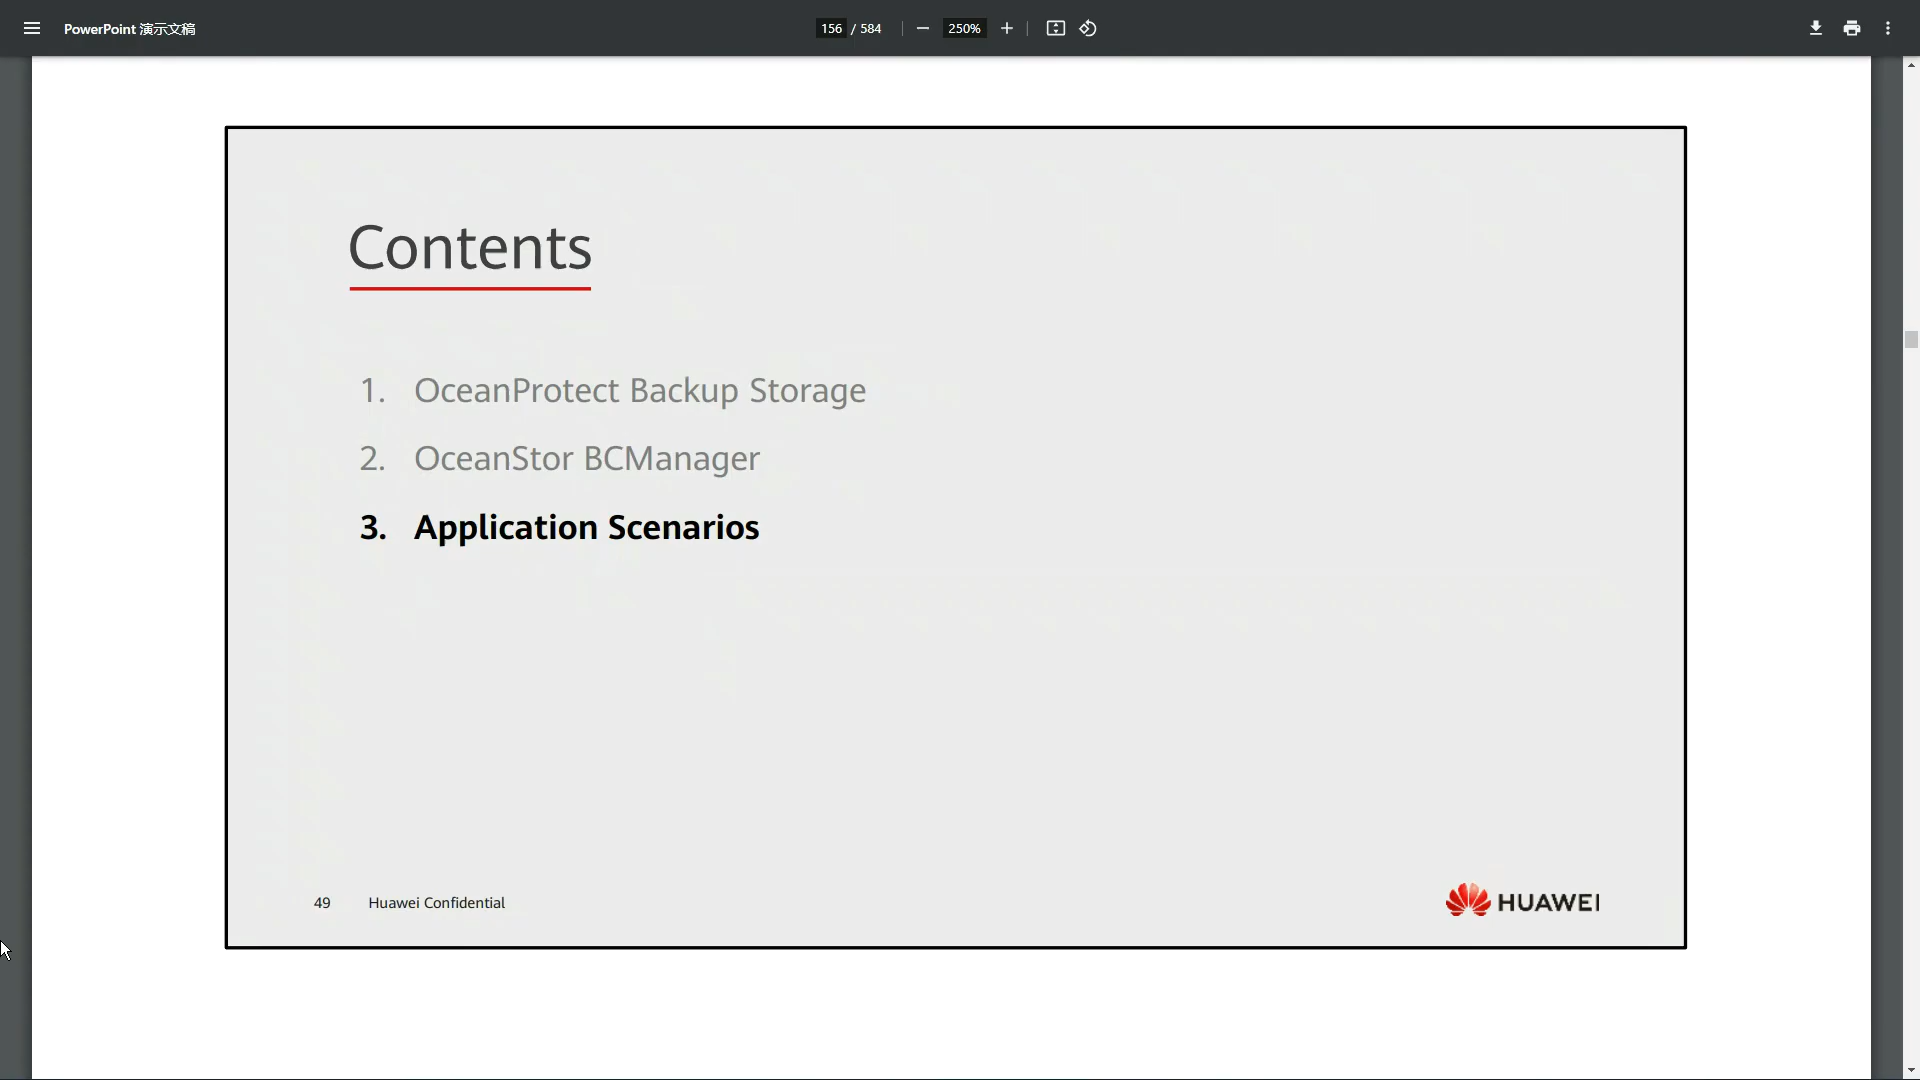 PowerPoint 演示文稿
156 / 584
250%
Contents
1. OceanProtect Backup Storage
2. OceanStor BCManager
3. Application Scenarios
49 Huawei Confidential
HUAWEI